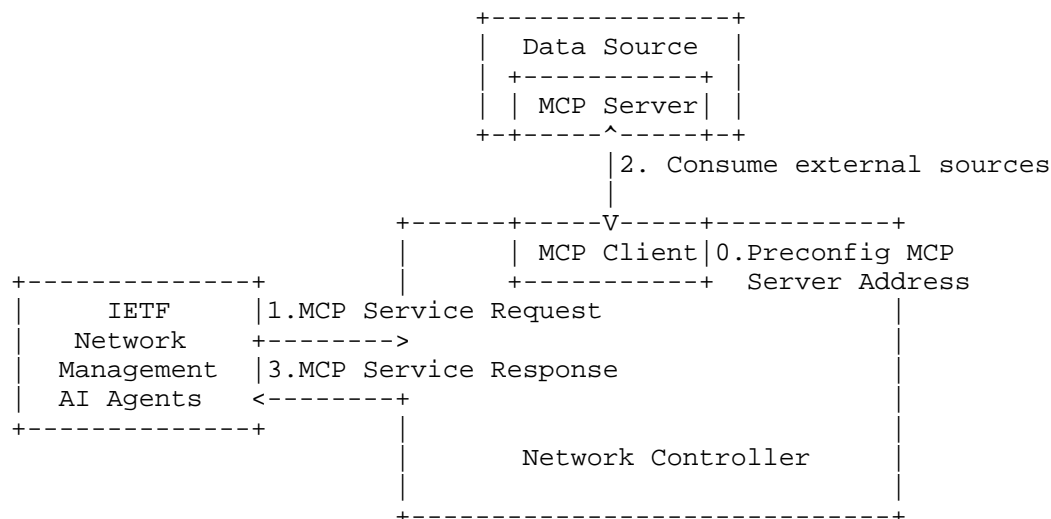 Data Source
MCP Server
2. Consume external sources
MCP Client
0.Preconfig MCP
Server Address
IETF
Network
Management
AI Agents
1.MCP Service Request
3.MCP Service Response
Network Controller